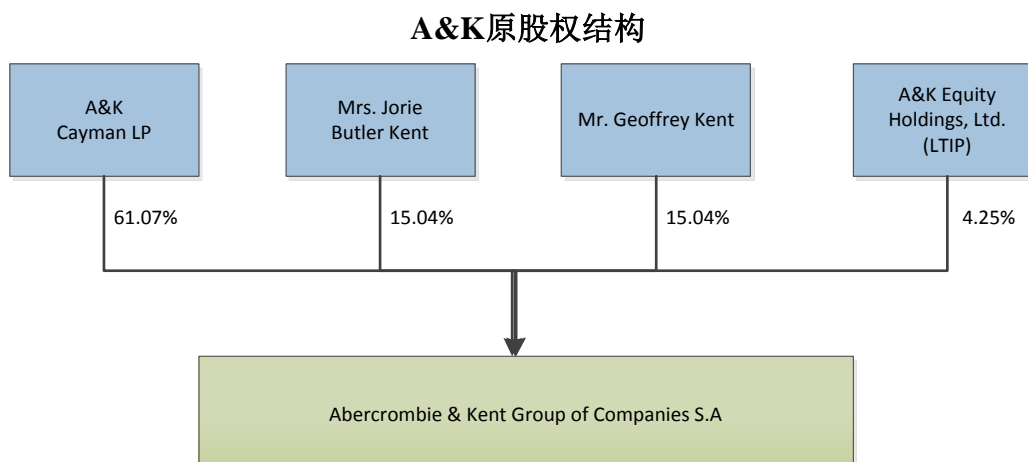 A&K原股权结构
A&K
Cayman LP
Mrs. Jorie
Butler Kent
Mr. Geoffrey Kent
A&K Equity
Holdings, Ltd.
(LTIP)
61.07%
15.04%
15.04%
4.25%
Abercrombie & Kent Group of Companies S.A